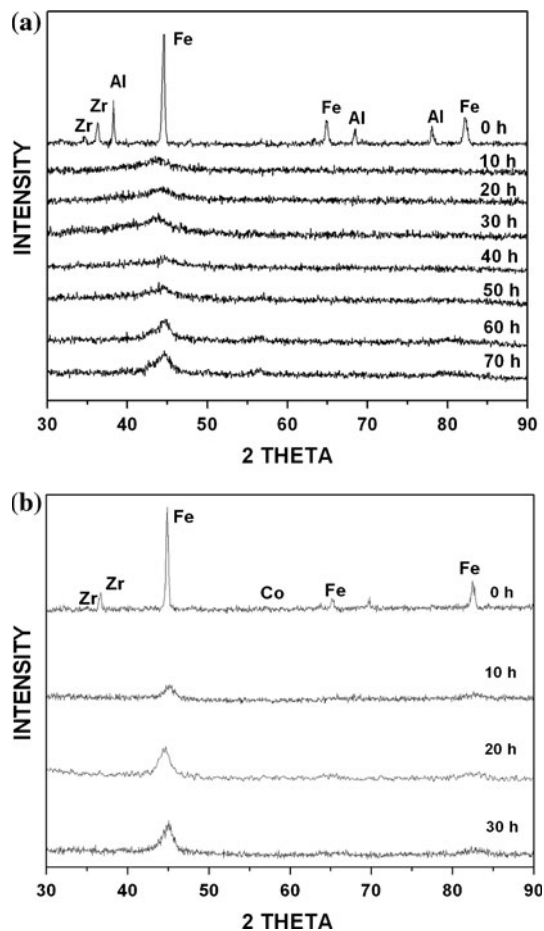 (a)
Fe
Al
Zr
Zr
Fe
Al
Al
Fe
0 h
10 h
20 h
30 h
40 h
50 h
60 h
70 h
INTENSITY
30 40 50 60 70 80 90
2 THETA
(b)
Fe
Zr
Zr
Co
Fe
Fe
0 h
10 h
20 h
30 h
INTENSITY
30 40 50 60 70 80 90
2 THETA